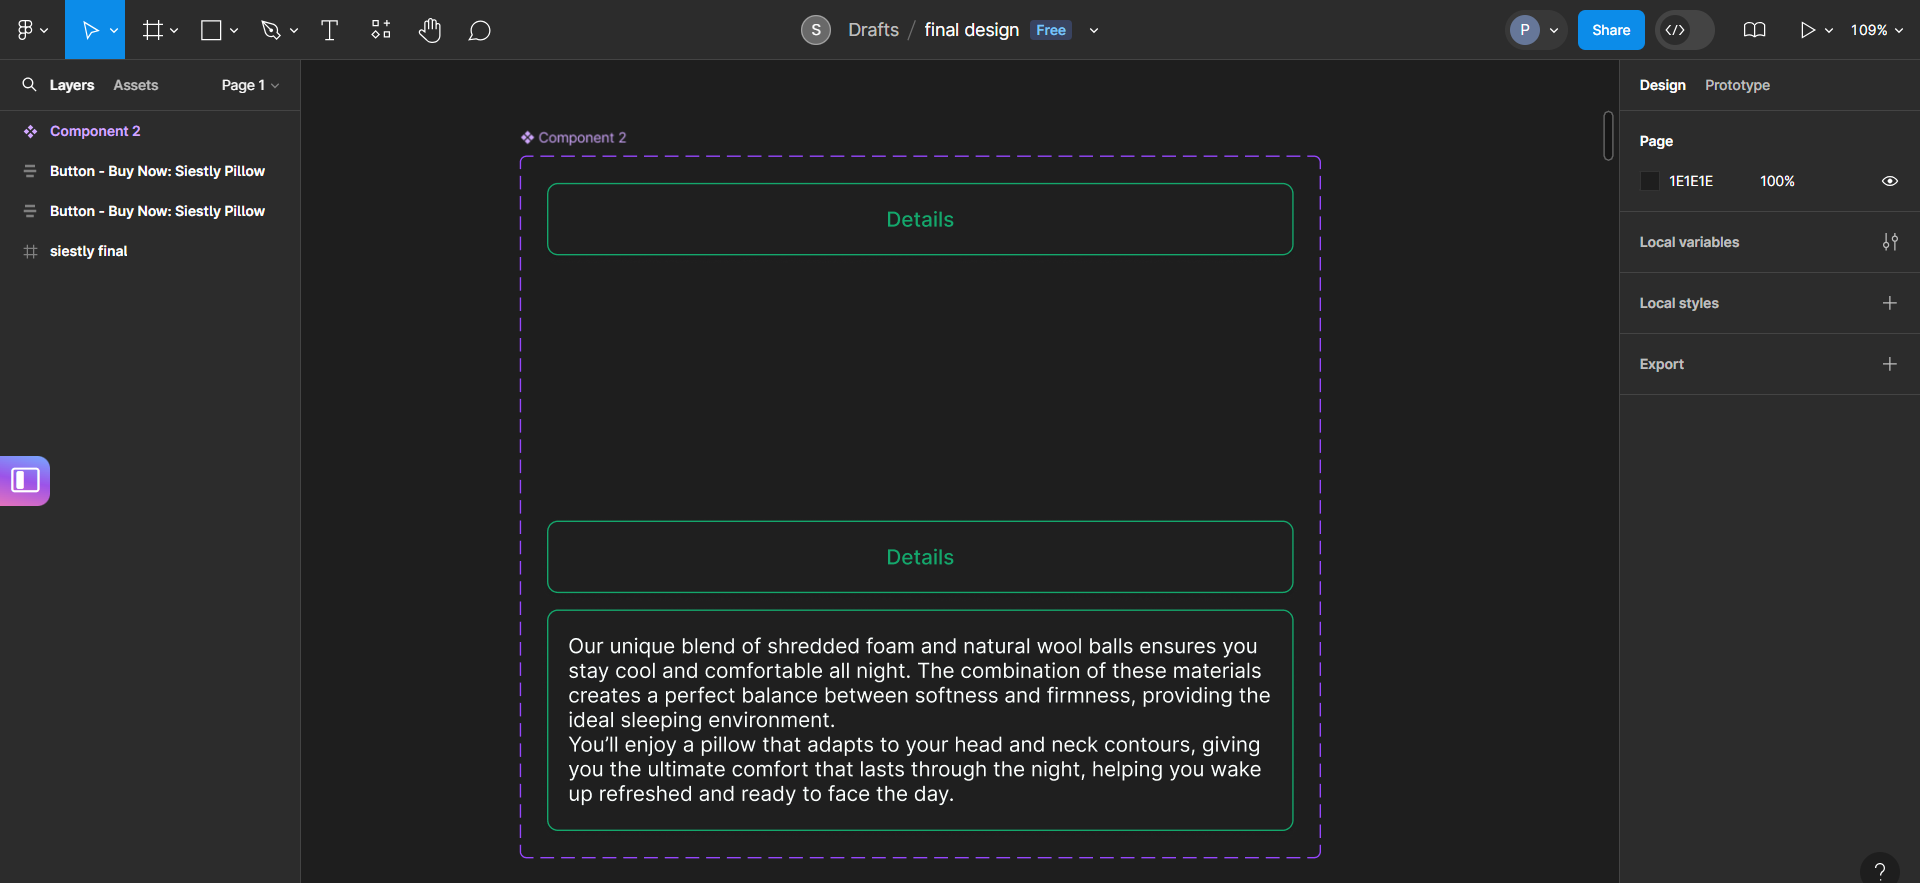 S Drafts / final design Free
P Share 109%
Layers Assets Page 1
Component 2
Button - Buy Now: Siestly Pillow
Button - Buy Now: Siestly Pillow
siestly final
Component 2
Details
Details
Our unique blend of shredded foam and natural wool balls ensures you
stay cool and comfortable all night. The combination of these materials
creates a perfect balance between softness and firmness, providing the
ideal sleeping environment.
You’ll enjoy a pillow that adapts to your head and neck contours, giving
you the ultimate comfort that lasts through the night, helping you wake
up refreshed and ready to face the day.
Design Prototype
Page
1E1E1E 100%
Local variables
Local styles
Export
?